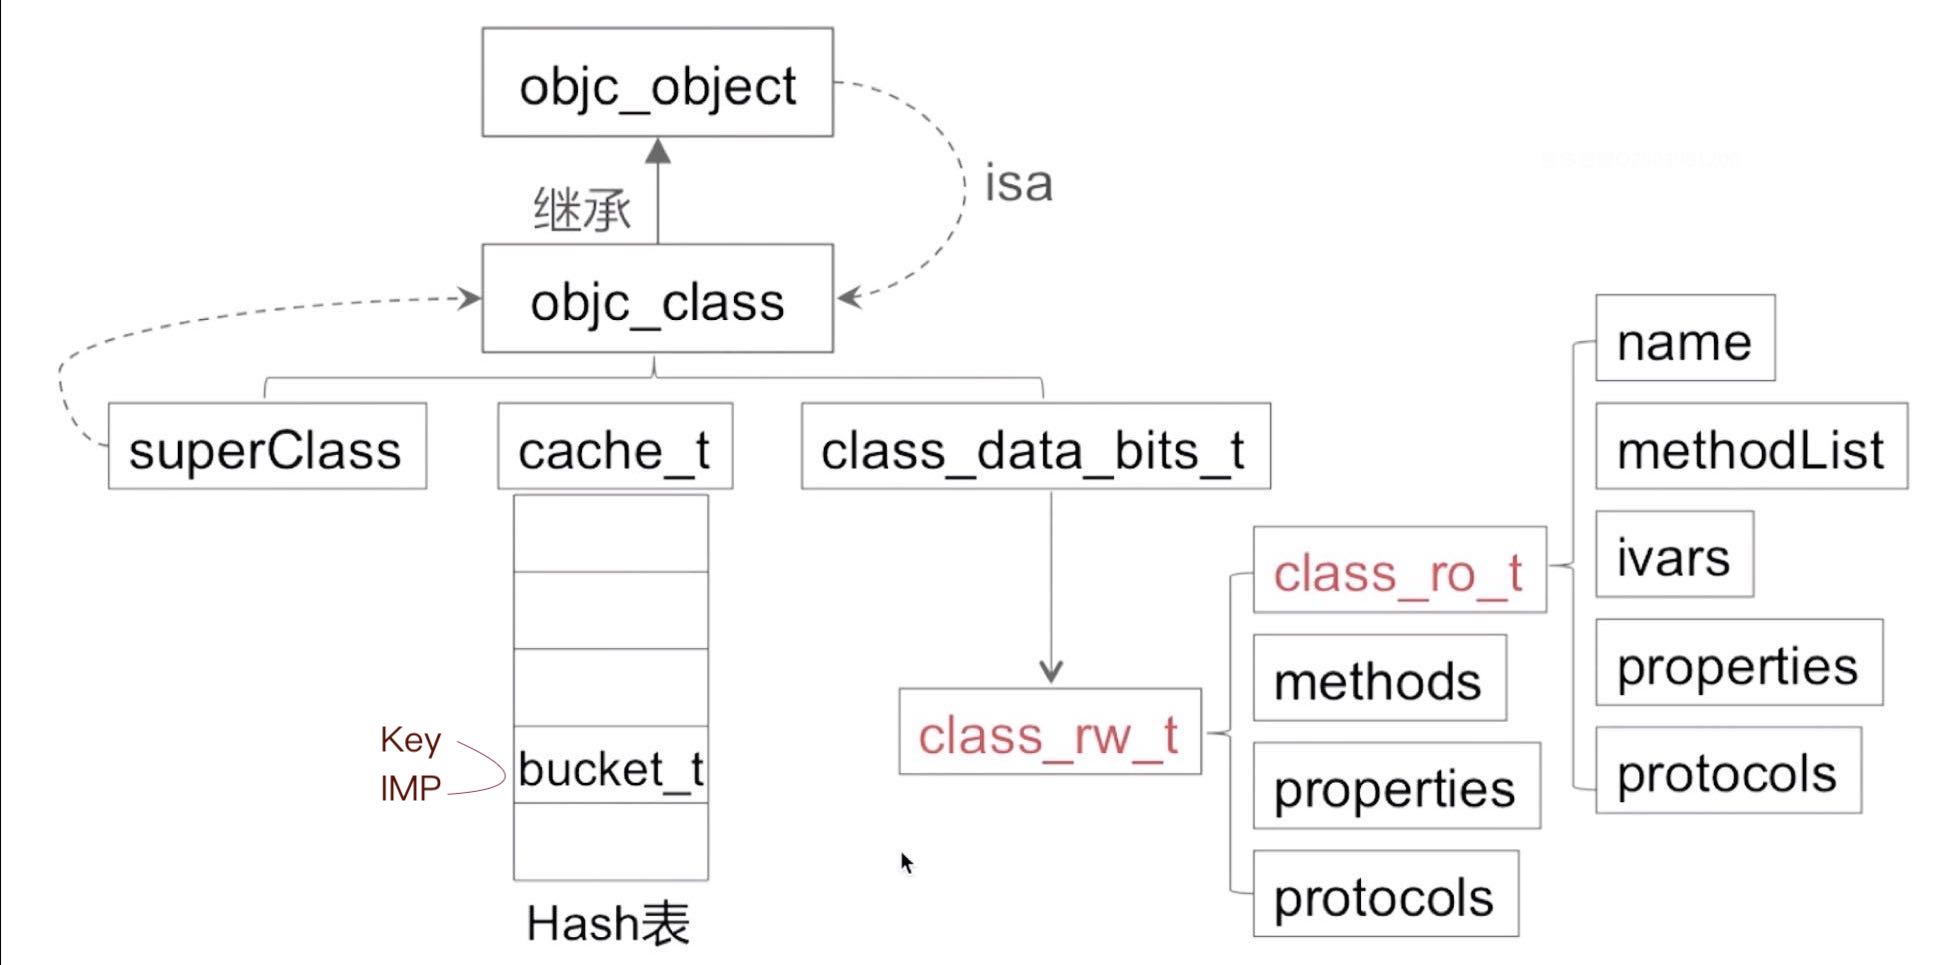 objc_object
isa
继承
objc_class
superClass
cache_t
class_data_bits_t
name
methodList
ivars
properties
protocols
class_ro_t
methods
properties
protocols
class_rw_t
Key
IMP
bucket_t
Hash表